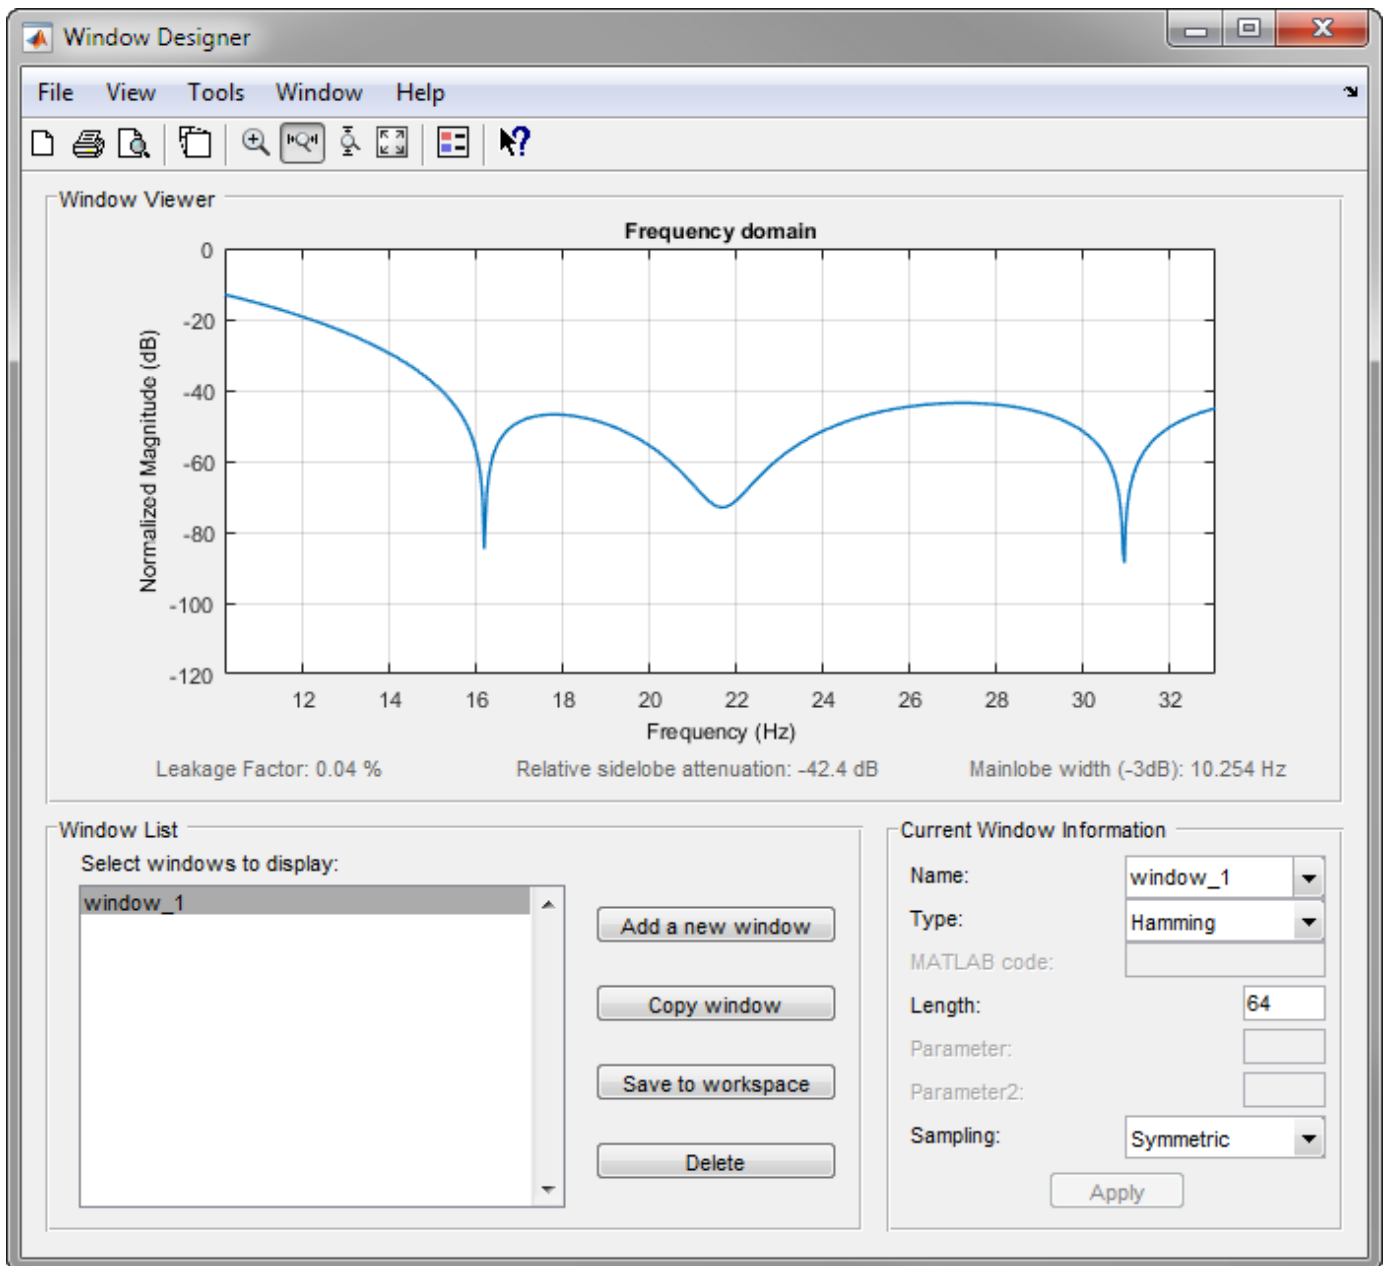 Window Designer
File View Tools Window Help
Window Viewer
Frequency domain
0
-20
-40
-60
-80
-100
-120
Normalized Magnitude (dB)
12 14 16 18 20 22 24 26 28 30 32
Frequency (Hz)
Leakage Factor: 0.04 % Relative sidelobe attenuation: -42.4 dB Mainlobe width (-3dB): 10.254 Hz
Window List
Select windows to display:
window_1
Add a new window
Copy window
Save to workspace
Delete
Current Window Information
Name: window_1
Type: Hamming
MATLAB code:
Length: 64
Parameter:
Parameter2:
Sampling: Symmetric
Apply